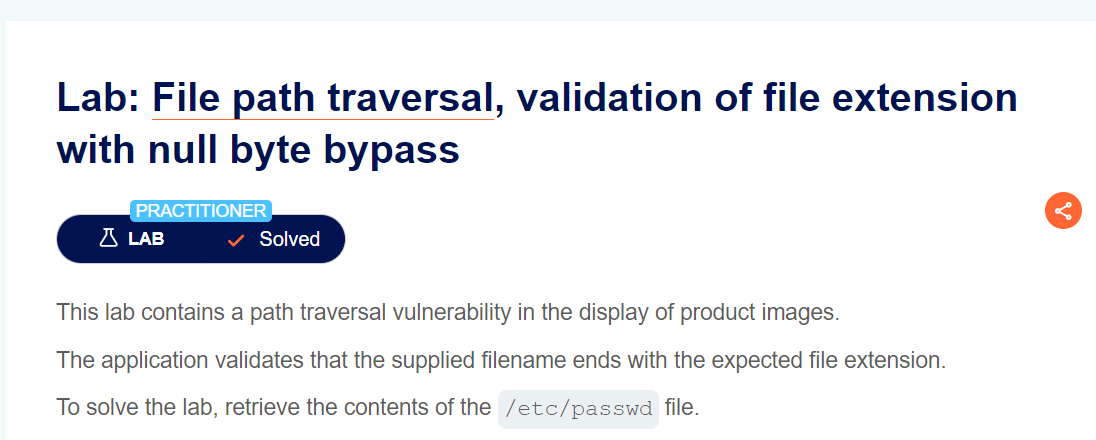 Lab: File path traversal, validation of file extension
with null byte bypass
PRACTITIONER
LAB Solved
This lab contains a path traversal vulnerability in the display of product images.
The application validates that the supplied filename ends with the expected file extension.
To solve the lab, retrieve the contents of the /etc/passwd file.